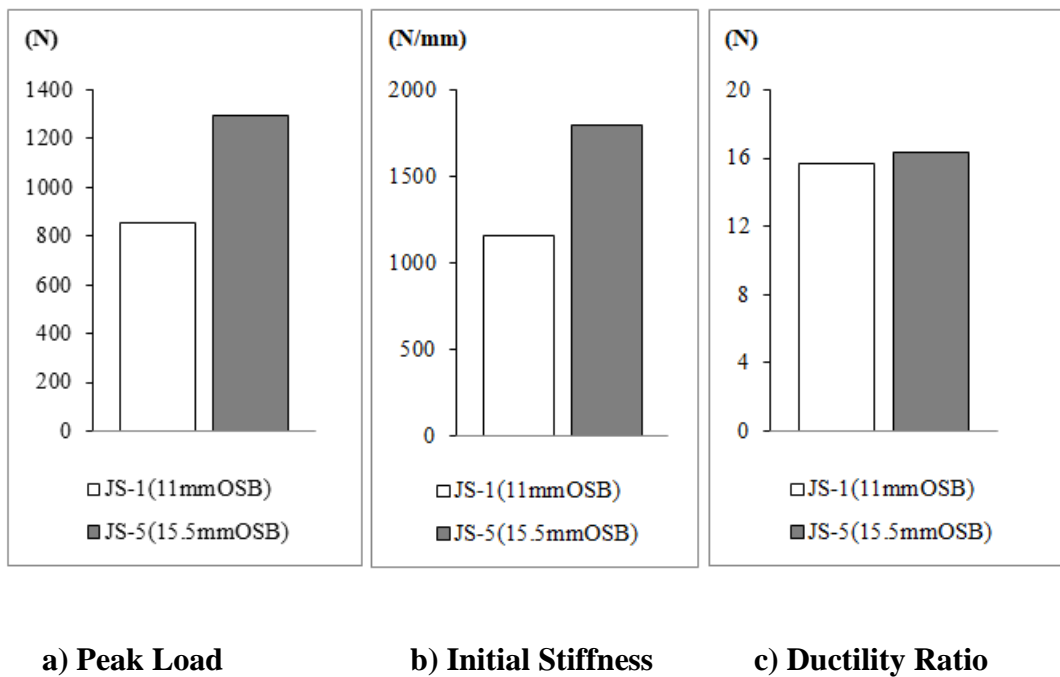 (N)
1400
1200
1000
800
600
400
200
0
JS-1(11mmOSB)
JS-5(15.5mmOSB)
(N/mm)
2000
1500
1000
500
0
JS-1(11mmOSB)
JS-5(15.5mmOSB)
(N)
20
16
12
8
4
0
JS-1(11mmOSB)
JS-5(15.5mmOSB)
a) Peak Load
b) Initial Stiffness
c) Ductility Ratio